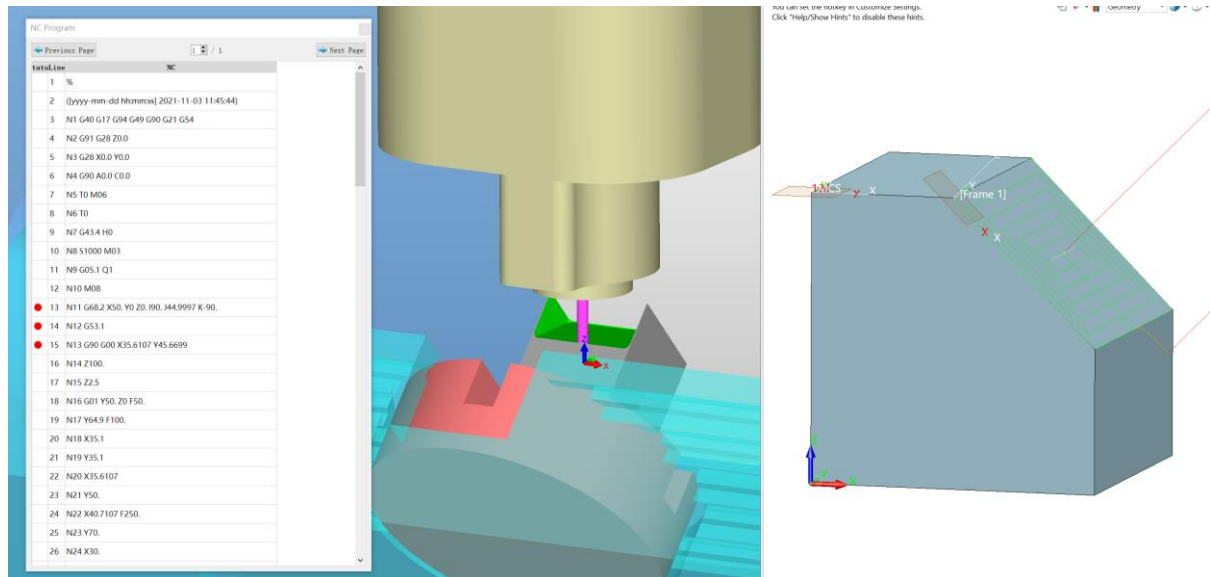 NC Program
Previous Page 1 / 1 Next Page
tatuLine NC
1 %
2 ([yyyy-mm-dd hh:mm:ss] 2021-11-03 11:45:44)
3 N1 G40 G17 G94 G49 G90 G21 G54
4 N2 G91 G28 Z0.0
5 N3 G28 X0.0 Y0.0
6 N4 G90 A0.0 C0.0
7 N5 T0 M06
8 N6 T0
9 N7 G43.4 H0
10 N8 S1000 M03
11 N9 G05.1 Q1
12 N10 M08
13 N11 G68.2 X50. Y0 Z0. I90. J44.9997 K-90.
14 N12 G53.1
15 N13 G90 G00 X35.6107 Y45.6699
16 N14 Z100.
17 N15 Z2.5
18 N16 G01 Y50. Z0 F50.
19 N17 Y64.9 F100.
20 N18 X35.1
21 N19 Y35.1
22 N20 X35.6107
23 N21 Y50.
24 N22 X40.7107 F250.
25 N23 Y70.
26 N24 X30.
Z
X
You can set the hotkey in Customize Settings.
Click "Help/Show Hints" to disable these hints.
Geometry
Y X
Y
[Frame 1]
X
X
Z
Y X